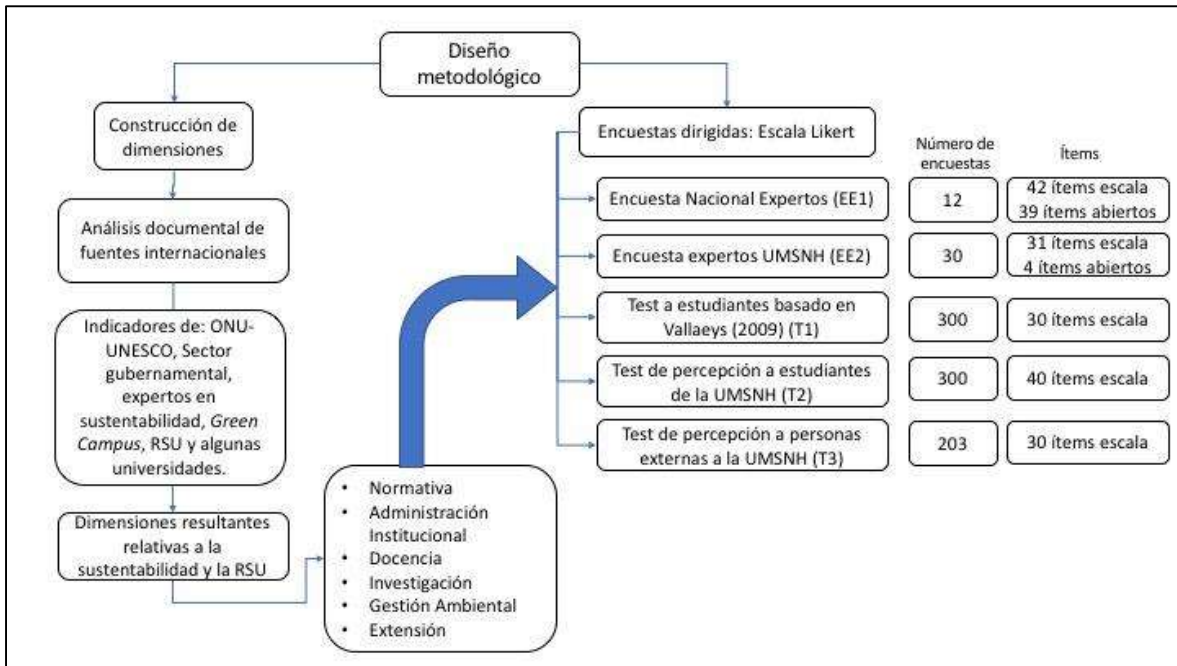 Diseño
metodológico
Construcción de
dimensiones
Análisis documental de
fuentes internacionales
Indicadores de: ONU-
UNESCO, Sector
gubernamental,
expertos en
sustentabilidad, Green
Campus, RSU y algunas
universidades.
Dimensiones resultantes
relativas a la
sustentabilidad y la RSU
• Normativa
• Administración
Institucional
• Docencia
• Investigación
• Gestión Ambiental
• Extensión
Encuestas dirigidas: Escala Likert
Número de
encuestas
Ítems
Encuesta Nacional Expertos (EE1)
12
42 ítems escala
39 ítems abiertos
Encuesta expertos UMSNH (EE2)
30
31 ítems escala
4 ítems abiertos
Test a estudiantes basado en
Vallaeys (2009) (T1)
300
30 ítems escala
Test de percepción a estudiantes
de la UMSNH (T2)
300
40 ítems escala
Test de percepción a personas
externas a la UMSNH (T3)
203
30 ítems escala